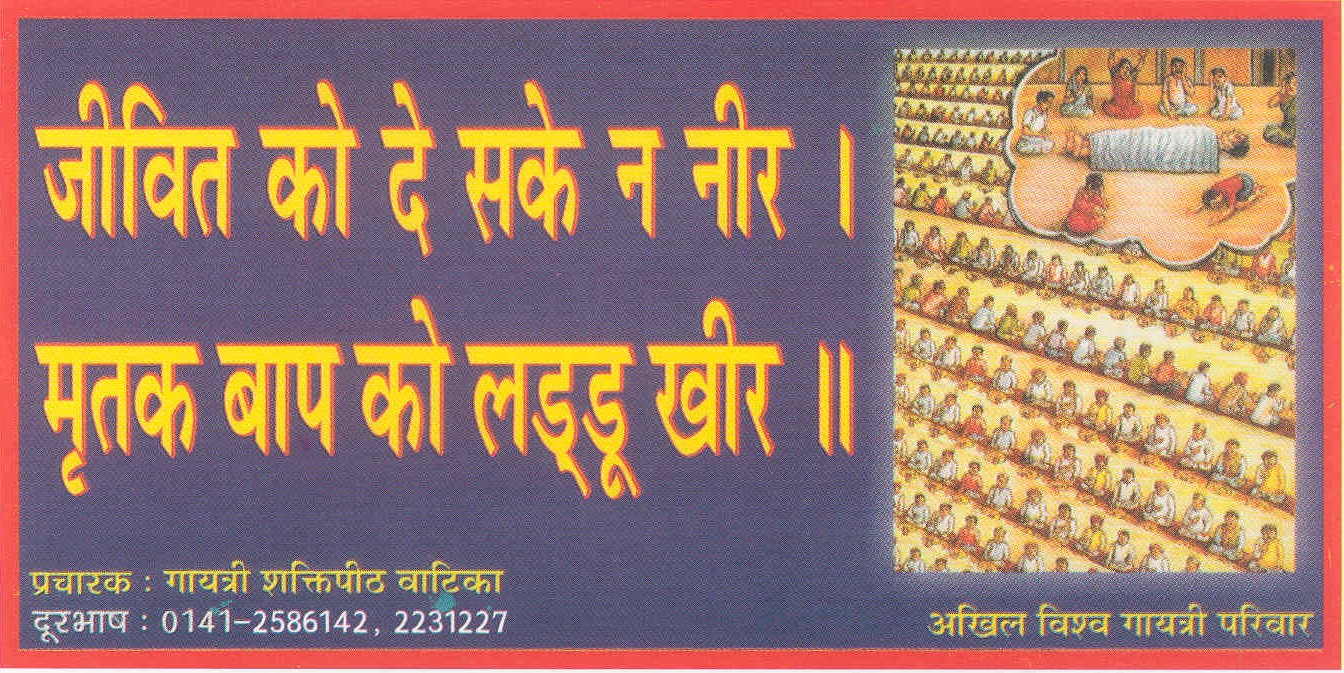 जीवित को दे सके न नीर ।
मृतक बाप को लड्डू खीर ॥
प्रचारक : गायत्री शक्तिपीठ वाटिका
दूरभाष : 0141-2586142, 2231227
अखिल विश्व गायत्री परिवार